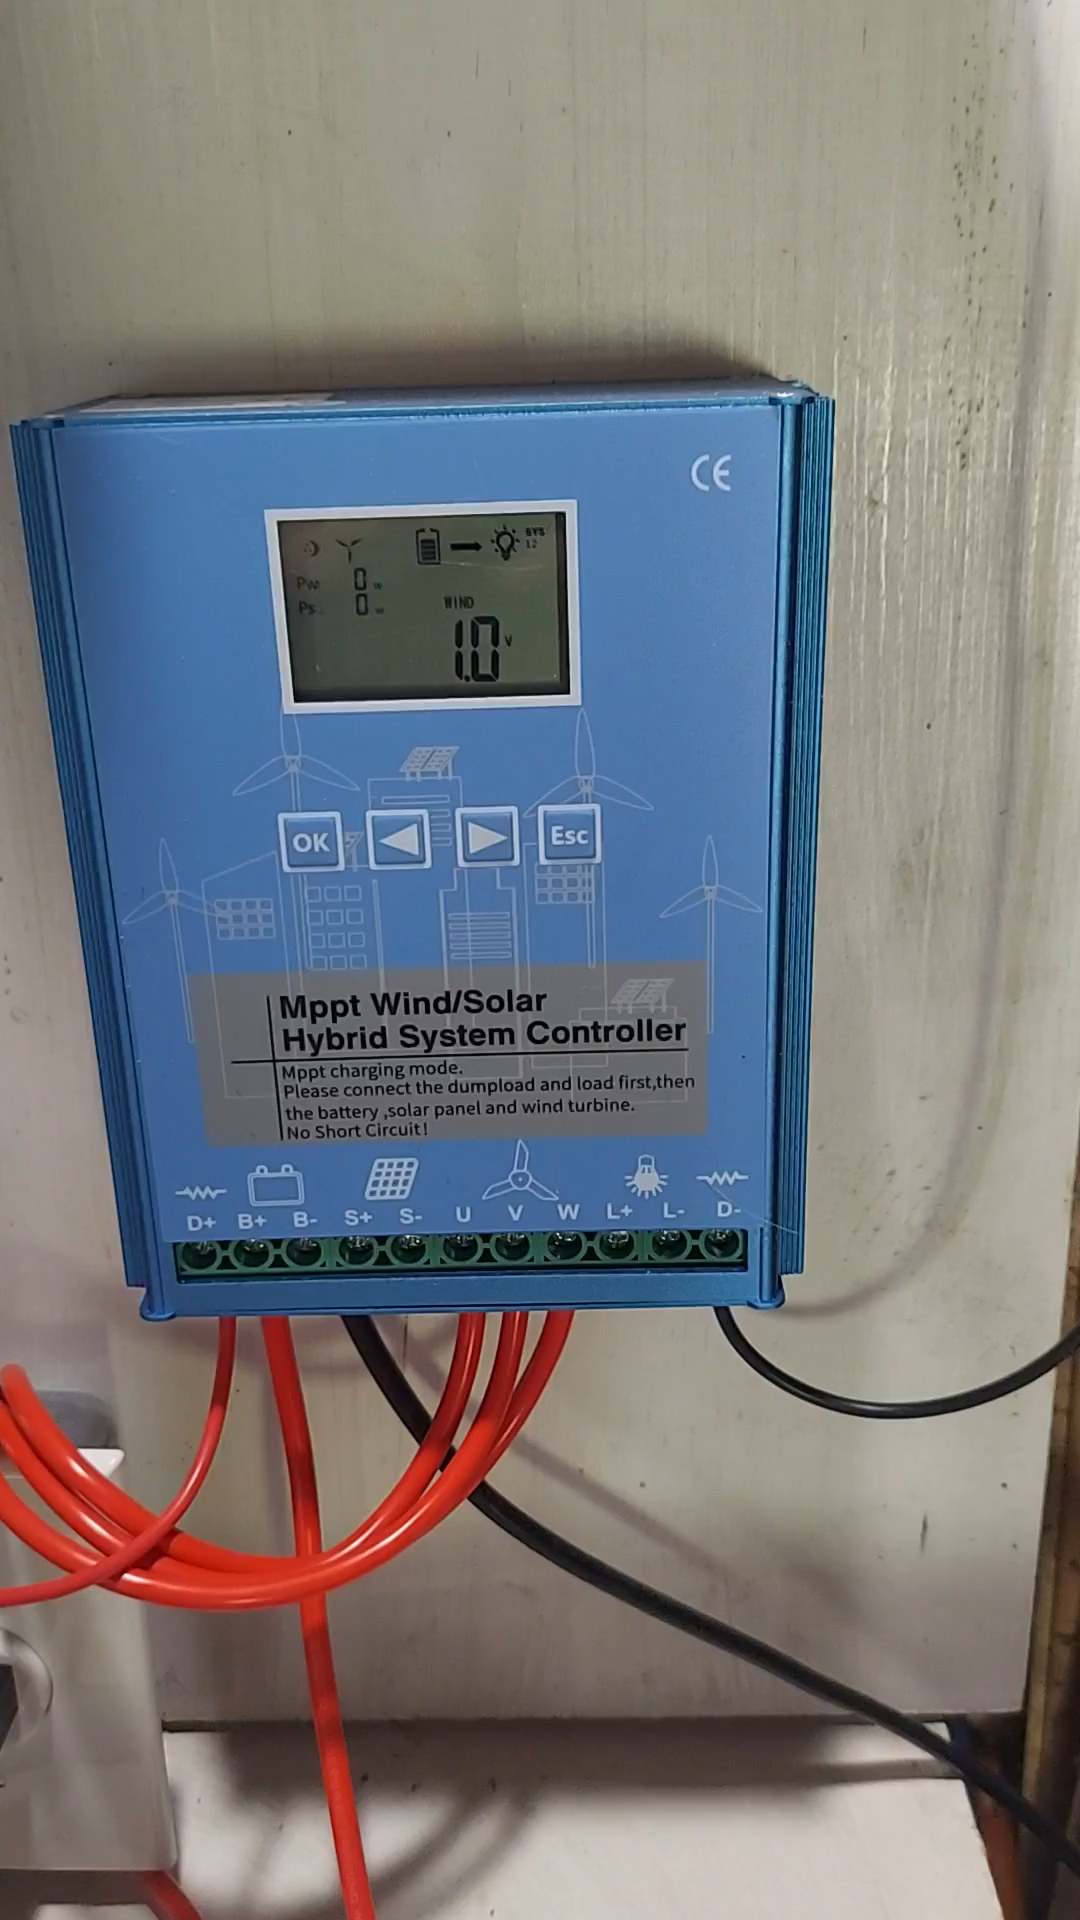 CE
SYS
12
Pw 0 w
Ps 0 w
WIND
1.0 V
OK
Esc
Mppt Wind/Solar
Hybrid System Controller
Mppt charging mode.
Please connect the dumpload and load first,then
the battery ,solar panel and wind turbine.
No Short Circuit!
D+ B+ B- S+ S- U V W L+ L- D-